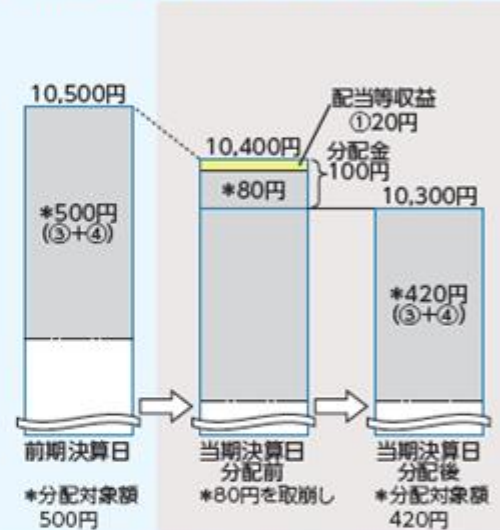 10,500円
*500円
(③+④)
前期決算日
*分配対象額
500円
10,400円
配当等収益
①20円
分配金
100円
*80円
当期決算日
分配前
*80円を取崩し
10,300円
*420円
(③+④)
当期決算日
分配後
*分配対象額
420円